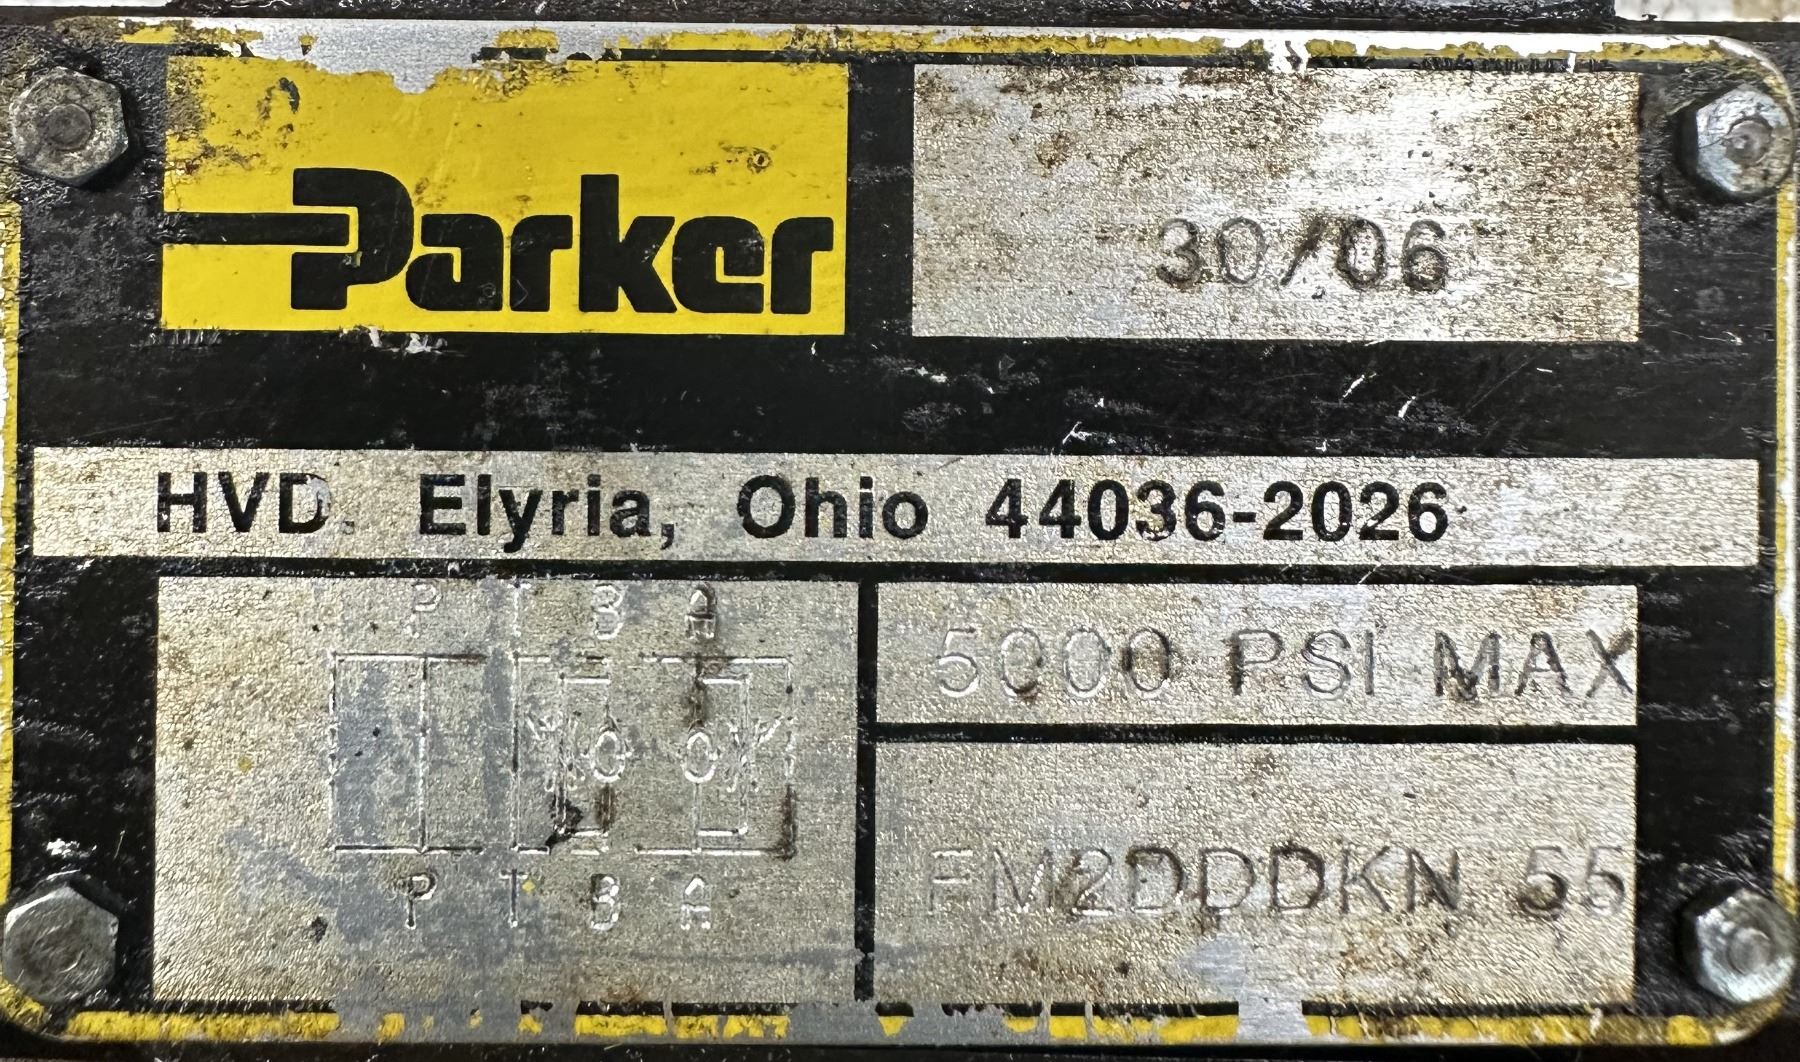 Parker
30/06
HVD. Elyria, Ohio 44036-2026
P T B A
5000 PSI MAX
P T B A
FM2DDDKN 55